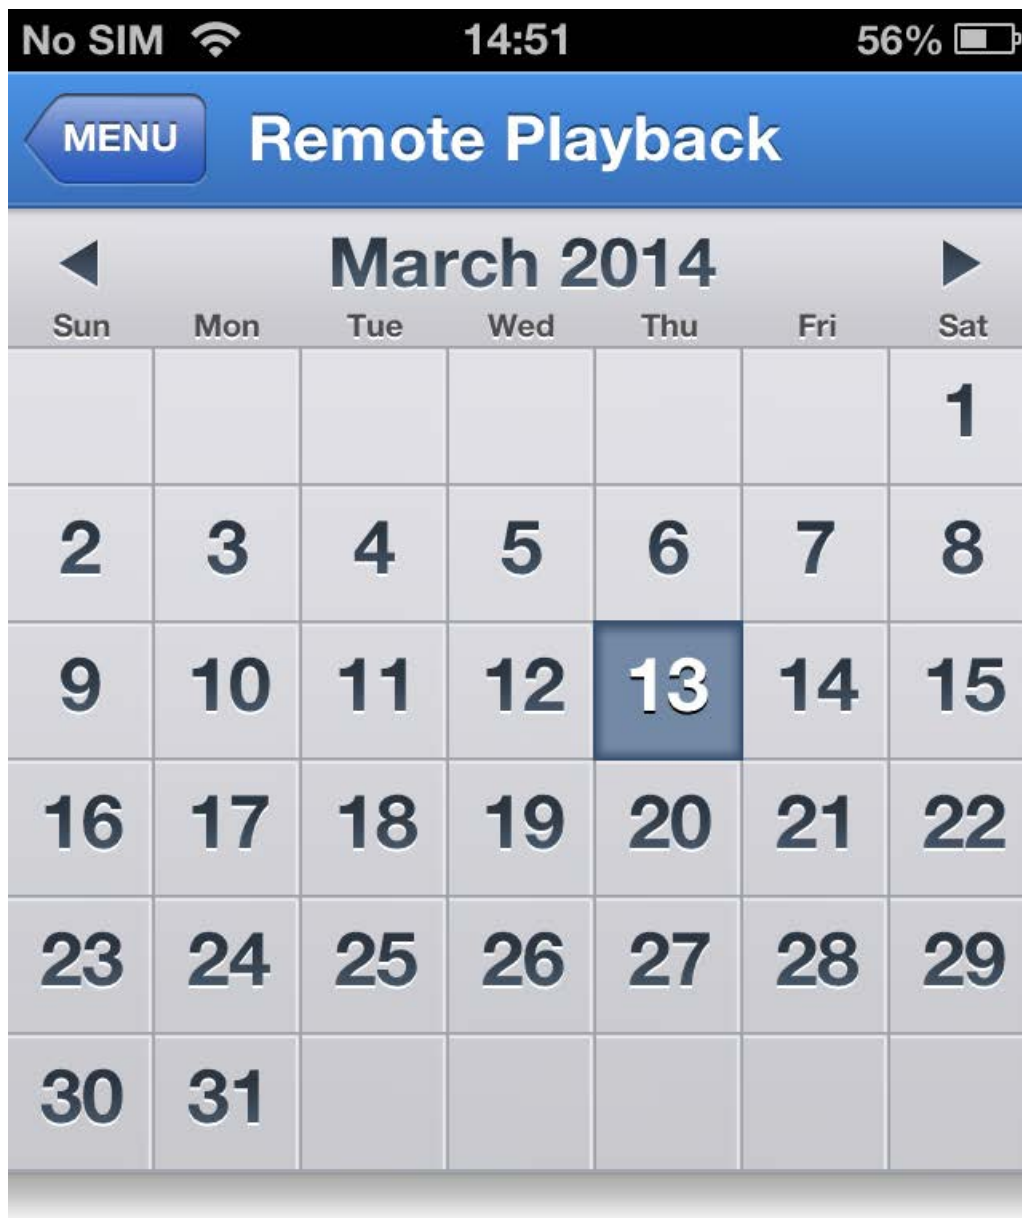 No SIM 14:51 56%
MENU Remote Playback
March 2014
Sun Mon Tue Wed Thu Fri Sat
1
2 3 4 5 6 7 8
9 10 11 12 13 14 15
16 17 18 19 20 21 22
23 24 25 26 27 28 29
30 31